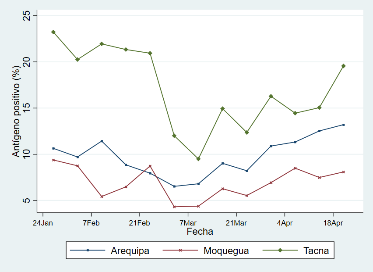 Antígeno positivo (%)
25
20
15
10
5
24Jan 7Feb 21Feb 7Mar 21Mar 4Apr 18Apr
Fecha
Arequipa Moquegua Tacna